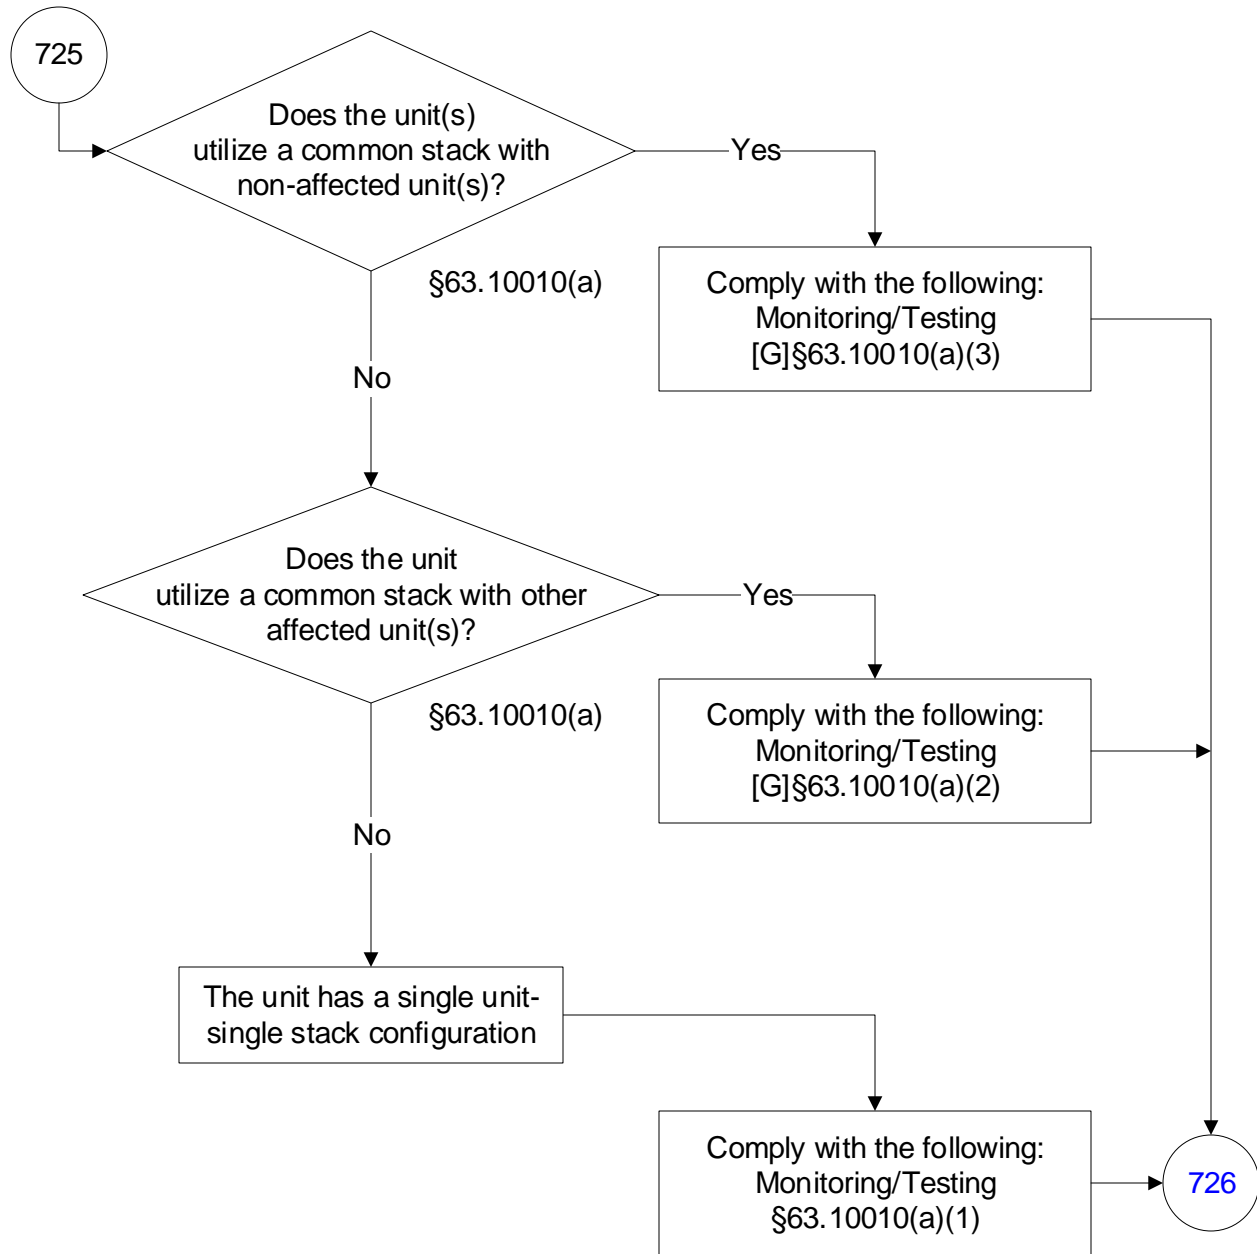 725
Does the unit(s)
utilize a common stack with
non-affected unit(s)?
Yes
§63.10010(a)
Comply with the following:
Monitoring/Testing
[G]§63.10010(a)(3)
No
Does the unit
utilize a common stack with other
affected unit(s)?
Yes
§63.10010(a)
Comply with the following:
Monitoring/Testing
[G]§63.10010(a)(2)
No
The unit has a single unit-
single stack configuration
Comply with the following:
Monitoring/Testing
§63.10010(a)(1)
726